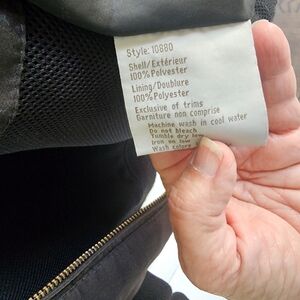 Style: 10880
Shell/Extérieur
100% Polyester
Lining/Doublure
100% Polyester
Exclusive of trims
Garniture non comprise
Machine wash in cool water
Do not bleach
Tumble dry low
Iron on low
Wash colors